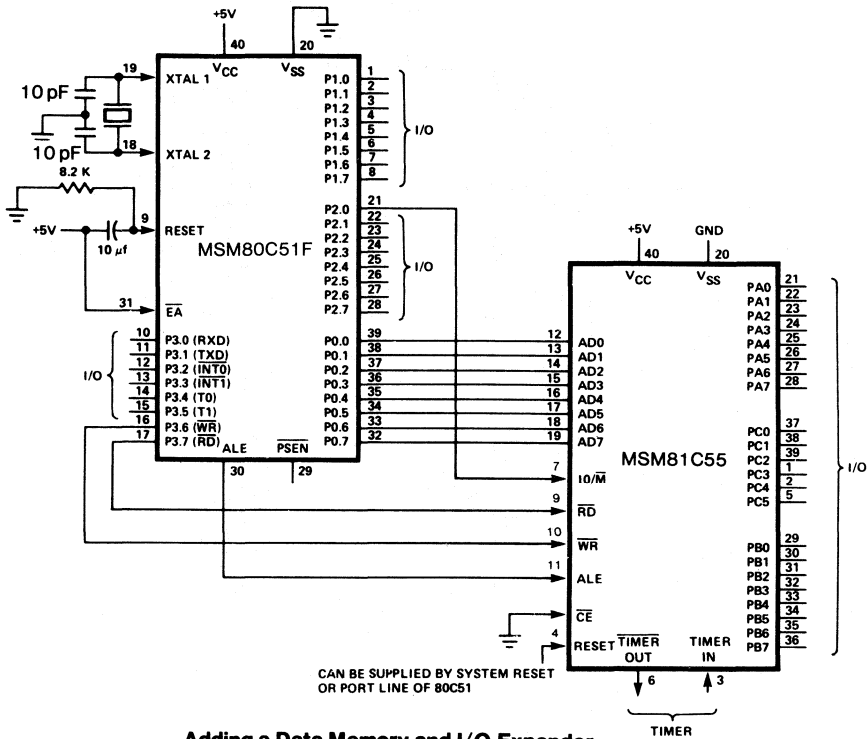 +5V
40
20
VCC
VSS
19
XTAL 1
10 pF
10 pF
18
XTAL 2
8.2 K
9
RESET
+5V
10 µf
MSM80C51F
31
EA
P1.0 1
P1.1 2
P1.2 3
P1.3 4
P1.4 5
P1.5 6
P1.6 7
P1.7 8
I/O
P2.0 21
P2.1 22
P2.2 23
P2.3 24
P2.4 25
P2.5 26
P2.6 27
P2.7 28
I/O
10 P3.0 (RXD)
11 P3.1 (TXD)
12 P3.2 (INT0)
13 P3.3 (INT1)
14 P3.4 (T0)
15 P3.5 (T1)
16 P3.6 (WR)
17 P3.7 (RD)
I/O
P0.0 39
P0.1 38
P0.2 37
P0.3 36
P0.4 35
P0.5 34
P0.6 33
P0.7 32
ALE
PSEN
30
29
+5V
GND
40
20
VCC
VSS
12 AD0
13 AD1
14 AD2
15 AD3
16 AD4
17 AD5
18 AD6
19 AD7
7 IO/M
9 RD
10 WR
11 ALE
CE
4 RESET
MSM81C55
PA0 21
PA1 22
PA2 23
PA3 24
PA4 25
PA5 26
PA6 27
PA7 28
PC0 37
PC1 38
PC2 39
PC3 1
PC4 2
PC5 5
PB0 29
PB1 30
PB2 31
PB3 32
PB4 33
PB5 34
PB6 35
PB7 36
I/O
TIMER OUT
TIMER IN
6
3
TIMER
CAN BE SUPPLIED BY SYSTEM RESET
OR PORT LINE OF 80C51
Adding a Data Memory and I/O Expander